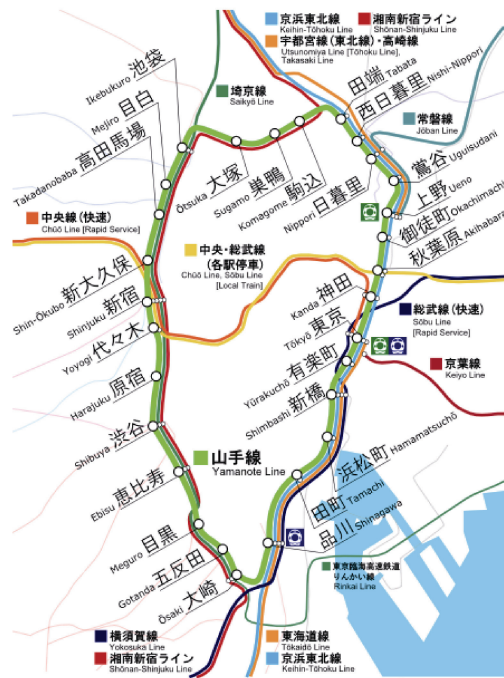 京浜東北線
Keihin-Tōhoku Line
湘南新宿ライン
Shōnan-Shinjuku Line
宇都宮線(東北線)・高崎線
Utsunomiya Line [Tōhoku Line],
Takasaki Line
池袋
Ikebukuro
埼京線
Saikyō Line
田端
Tabata
西日暮里
Nishi-Nippori
目白
Mejiro
高田馬場
Takadanobaba
常磐線
Jōban Line
大塚
Ōtsuka
巣鴨
Sugamo
駒込
Komagome
日暮里
Nippori
鶯谷
Uguisudani
上野
Ueno
御徒町
Okachimachi
秋葉原
Akihabara
中央線(快速)
Chūō Line [Rapid Service]
中央・総武線
(各駅停車)
Chūō Line, Sōbu Line
[Local Train]
新大久保
Shin-Ōkubo
新宿
Shinjuku
代々木
Yoyogi
神田
Kanda
東京
Tōkyō
総武線(快速)
Sōbu Line
[Rapid Service]
有楽町
Yūrakuchō
京葉線
Keiyo Line
原宿
Harajuku
新橋
Shimbashi
渋谷
Shibuya
山手線
Yamanote Line
浜松町
Hamamatsuchō
恵比寿
Ebisu
田町
Tamachi
品川
Shinagawa
目黒
Meguro
五反田
Gotanda
大崎
Ōsaki
東京臨海高速鉄道
りんかい線
Rinkai Line
横須賀線
Yokosuka Line
湘南新宿ライン
Shōnan-Shinjuku Line
東海道線
Tōkaidō Line
京浜東北線
Keihin-Tōhoku Line